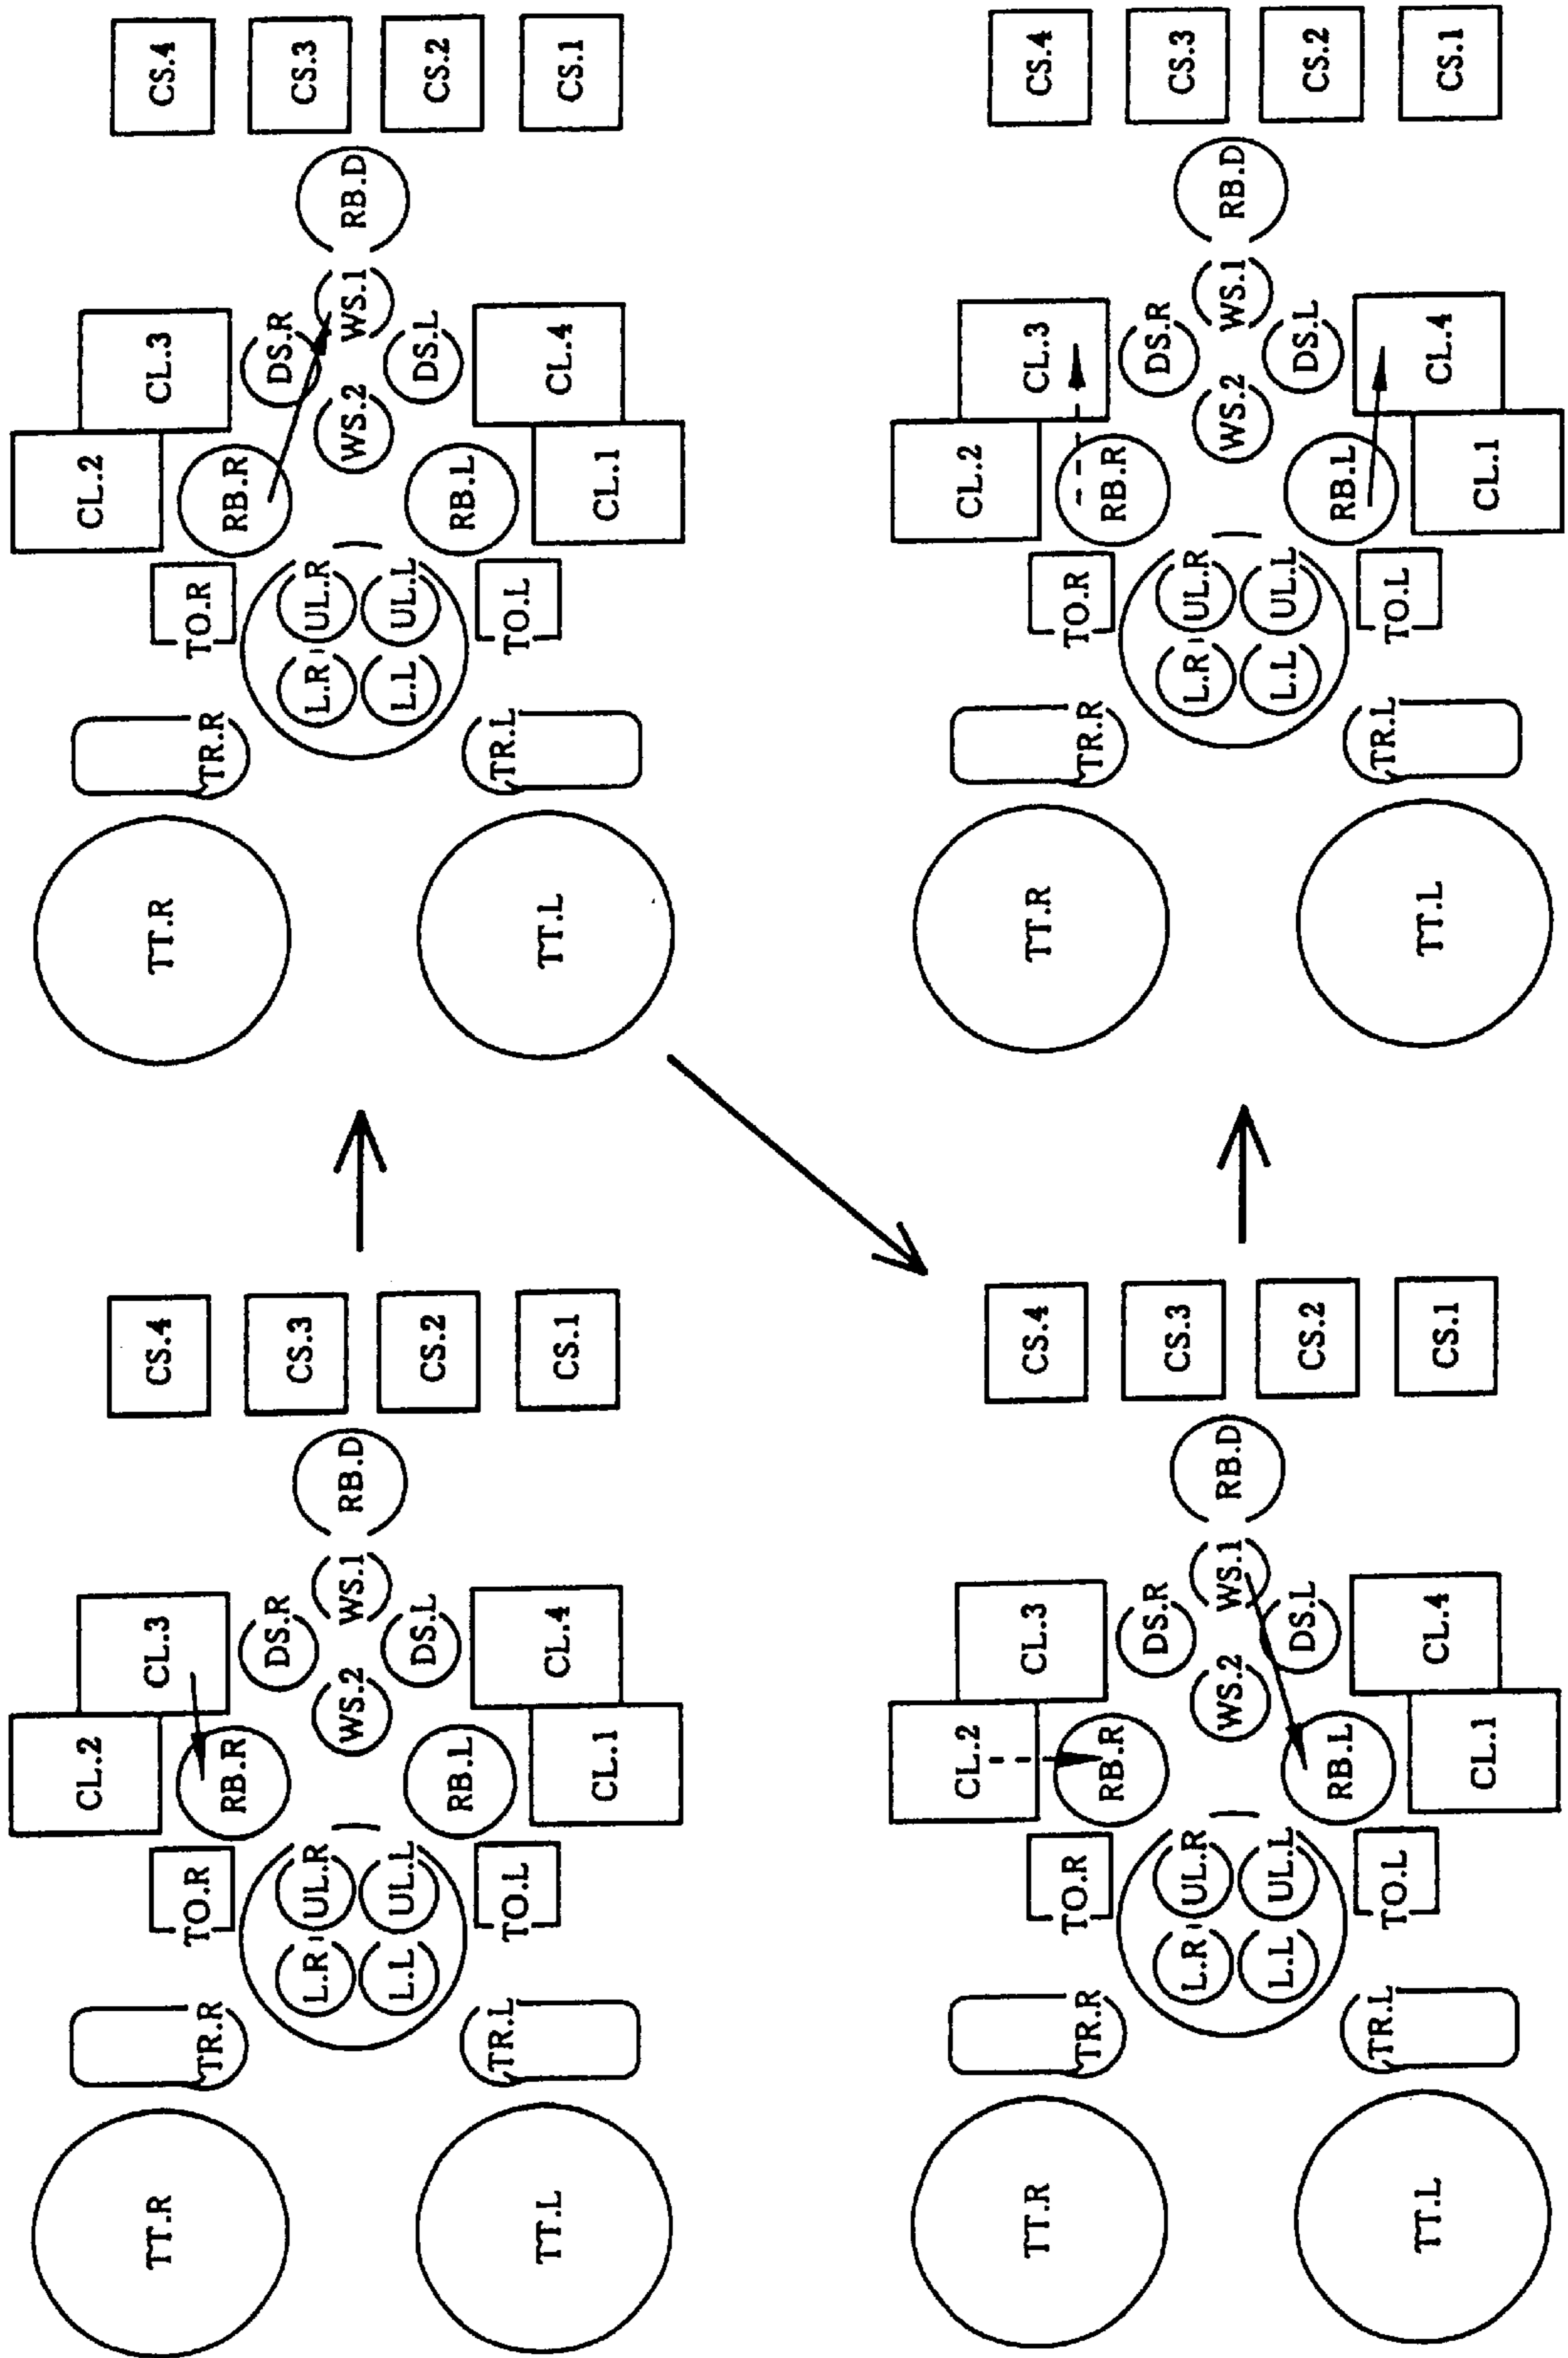 CL.2
TT.R
CL.3
CS.4
TO.R
TR.R
RB.R
DS.R
CS.3
L.R
UL.R
WS.2
WS.1
RB.D
L.L
UL.L
DS.L
CS.2
RB.L
TR.L
TO.L
TT.L
CL.4
CS.1
CL.1
CL.2
TT.R
CL.3
CS.4
TO.R
TR.R
RB.R
DS.R
CS.3
L.R
UL.R
WS.2
WS.1
RB.D
L.L
UL.L
DS.L
CS.2
RB.L
TR.L
TO.L
TT.L
CL.4
CS.1
CL.1
CL.2
TT.R
CL.3
CS.4
TO.R
TR.R
RB.R
DS.R
CS.3
L.R
UL.R
WS.2
WS.1
RB.D
L.L
UL.L
DS.L
CS.2
RB.L
TR.L
TO.L
TT.L
CL.4
CS.1
CL.1
CL.2
TT.R
CL.3
CS.4
TO.R
TR.R
RB.R
DS.R
CS.3
L.R
UL.R
WS.2
WS.1
RB.D
L.L
UL.L
DS.L
CS.2
RB.L
TR.L
TO.L
TT.L
CL.4
CS.1
CL.1